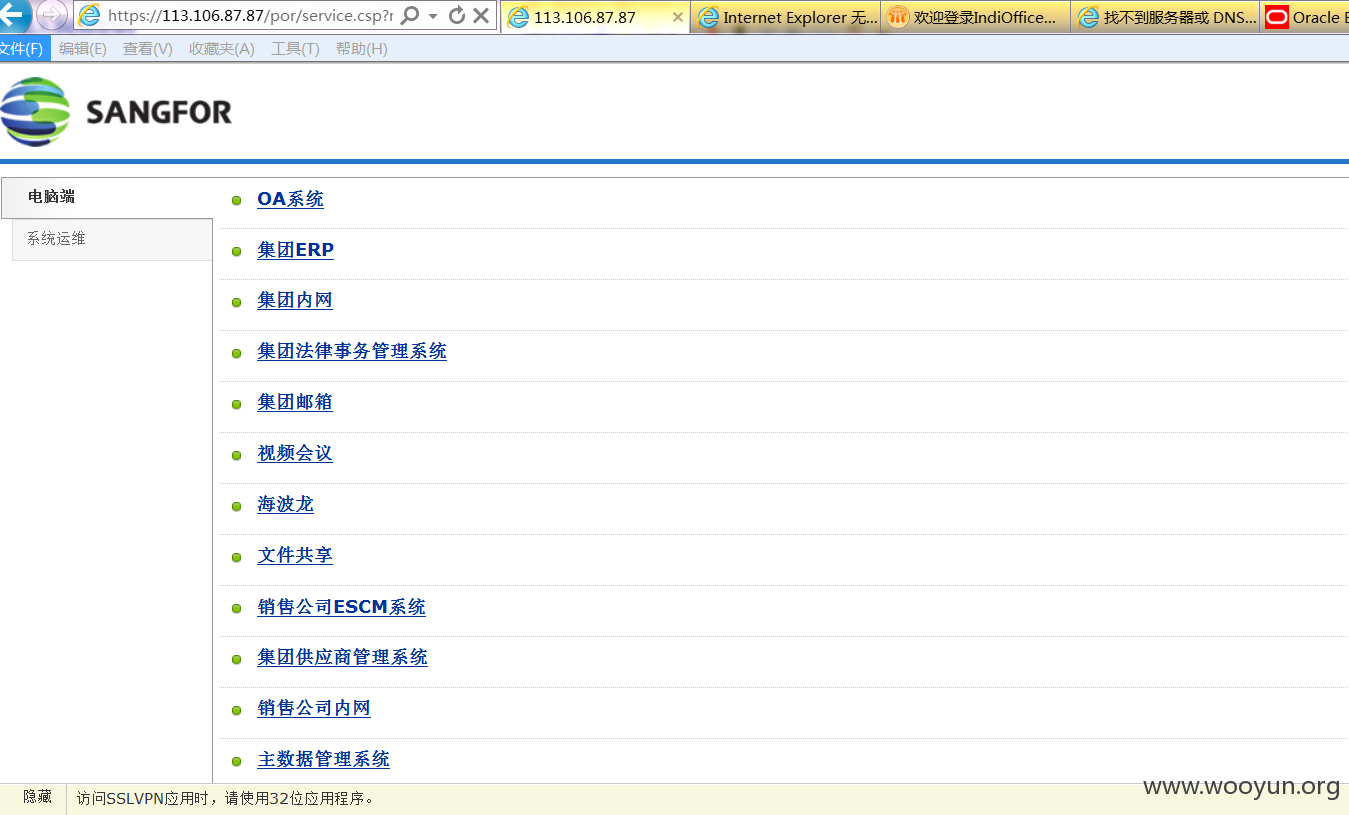 https://113.106.87.87/por/service.csp?r
113.106.87.87
Internet Explorer 无...
欢迎登录IndiOffice...
找不到服务器或 DNS...
Oracle E
文件(F) 编辑(E) 查看(V) 收藏夹(A) 工具(T) 帮助(H)
SANGFOR
电脑端
系统运维
OA系统
集团ERP
集团内网
集团法律事务管理系统
集团邮箱
视频会议
海波龙
文件共享
销售公司ESCM系统
集团供应商管理系统
销售公司内网
主数据管理系统
隐藏 访问SSLVPN应用时，请使用32位应用程序。
www.wooyun.org